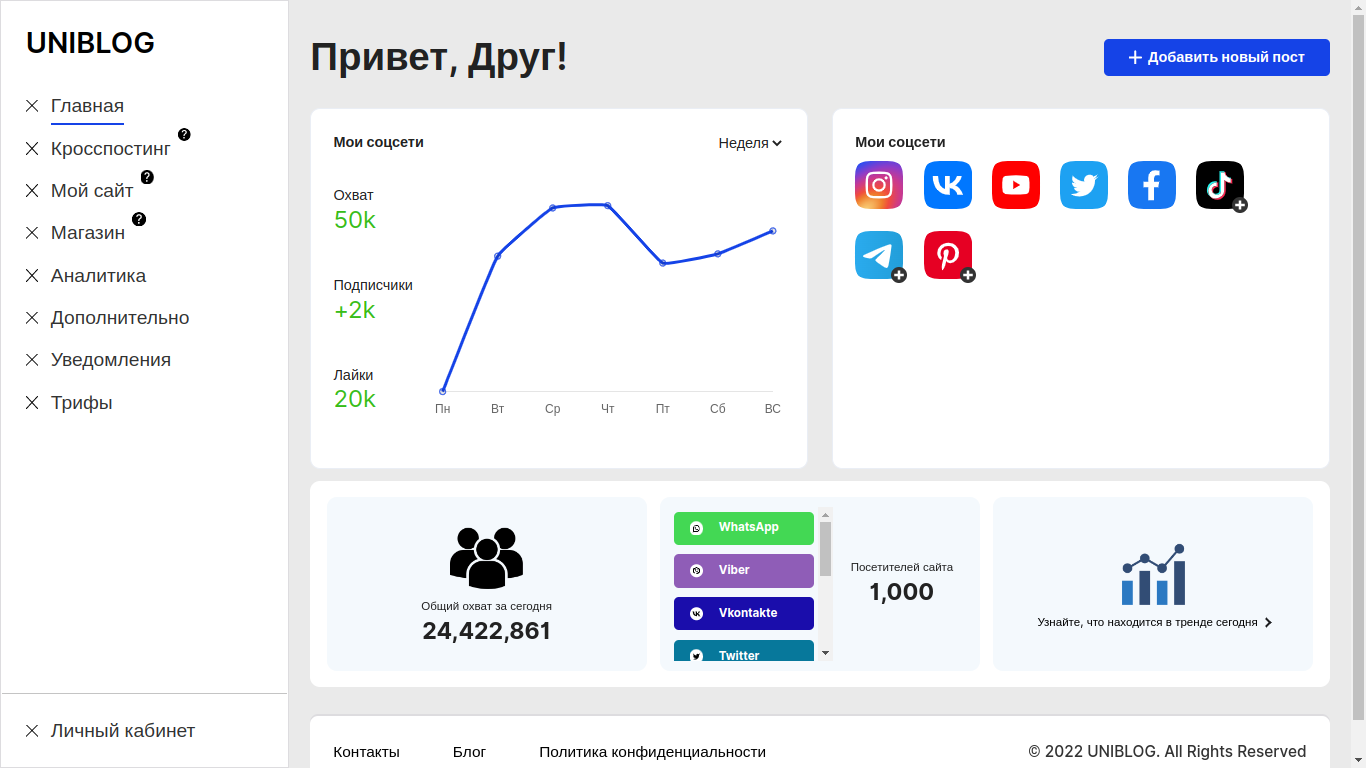 UNIBLOG
Главная
Кросспостинг ?
Мой сайт ?
Магазин ?
Аналитика
Дополнительно
Уведомления
Трифы
Личный кабинет
Привет, Друг!
Добавить новый пост
Мои соцсети
Неделя
Охват
50k
Подписчики
+2k
Лайки
20k
Пн Вт Ср Чт Пт Сб ВС
Мои соцсети
Общий охват за сегодня
24,422,861
WhatsApp
Viber
Vkontakte
Twitter
Посетителей сайта
1,000
Узнайте, что находится в тренде сегодня
Контакты Блог Политика конфиденциальности
© 2022 UNIBLOG. All Rights Reserved